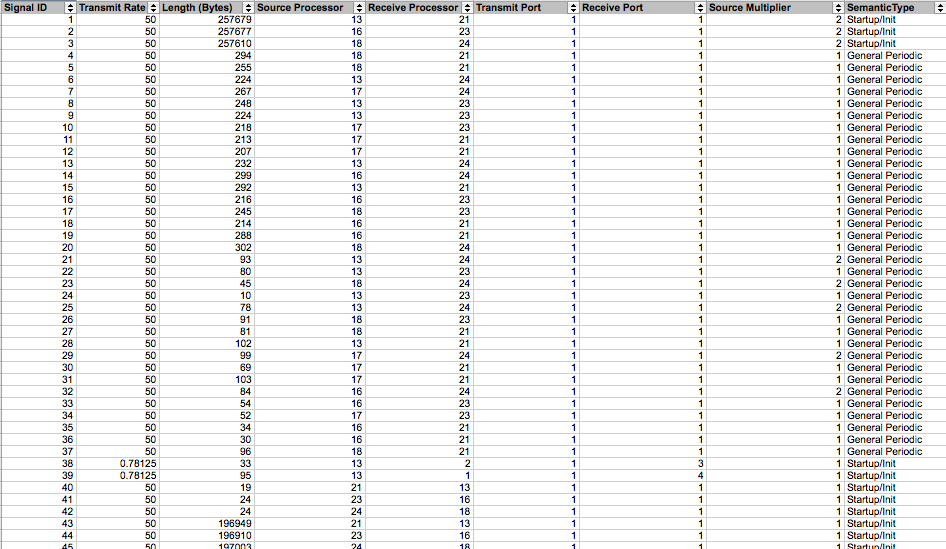 Signal ID Transmit Rate Length (Bytes) Source Processor Receive Processor Transmit Port Receive Port Source Multiplier SemanticType
1 50 257679 13 21 1 1 2 Startup/Init
2 50 257677 16 23 1 1 2 Startup/Init
3 50 257610 18 24 1 1 2 Startup/Init
4 50 294 18 21 1 1 1 General Periodic
5 50 255 18 21 1 1 1 General Periodic
6 50 224 13 24 1 1 1 General Periodic
7 50 267 17 24 1 1 1 General Periodic
8 50 248 13 23 1 1 1 General Periodic
9 50 224 13 23 1 1 1 General Periodic
10 50 218 17 23 1 1 1 General Periodic
11 50 213 17 21 1 1 1 General Periodic
12 50 207 17 21 1 1 1 General Periodic
13 50 232 13 24 1 1 1 General Periodic
14 50 299 16 24 1 1 1 General Periodic
15 50 292 13 21 1 1 1 General Periodic
16 50 216 16 23 1 1 1 General Periodic
17 50 245 18 23 1 1 1 General Periodic
18 50 214 16 21 1 1 1 General Periodic
19 50 288 16 21 1 1 1 General Periodic
20 50 302 18 24 1 1 1 General Periodic
21 50 93 13 24 1 1 2 General Periodic
22 50 80 13 23 1 1 1 General Periodic
23 50 45 18 24 1 1 2 General Periodic
24 50 10 13 23 1 1 1 General Periodic
25 50 78 13 24 1 1 2 General Periodic
26 50 91 18 23 1 1 1 General Periodic
27 50 81 18 21 1 1 1 General Periodic
28 50 102 13 21 1 1 1 General Periodic
29 50 99 17 24 1 1 2 General Periodic
30 50 69 17 21 1 1 1 General Periodic
31 50 103 17 21 1 1 1 General Periodic
32 50 84 16 24 1 1 2 General Periodic
33 50 54 16 23 1 1 1 General Periodic
34 50 52 17 23 1 1 1 General Periodic
35 50 34 16 21 1 1 1 General Periodic
36 50 30 16 21 1 1 1 General Periodic
37 50 96 18 21 1 1 1 General Periodic
38 0.78125 33 13 2 1 3 1 Startup/Init
39 0.78125 95 13 1 1 4 1 Startup/Init
40 50 19 21 13 1 1 1 Startup/Init
41 50 24 23 16 1 1 1 Startup/Init
42 50 24 24 18 1 1 1 Startup/Init
43 50 196949 21 13 1 1 1 Startup/Init
44 50 196910 23 16 1 1 1 Startup/Init
45 50 197003 24 18 1 1 1 Startup/Init